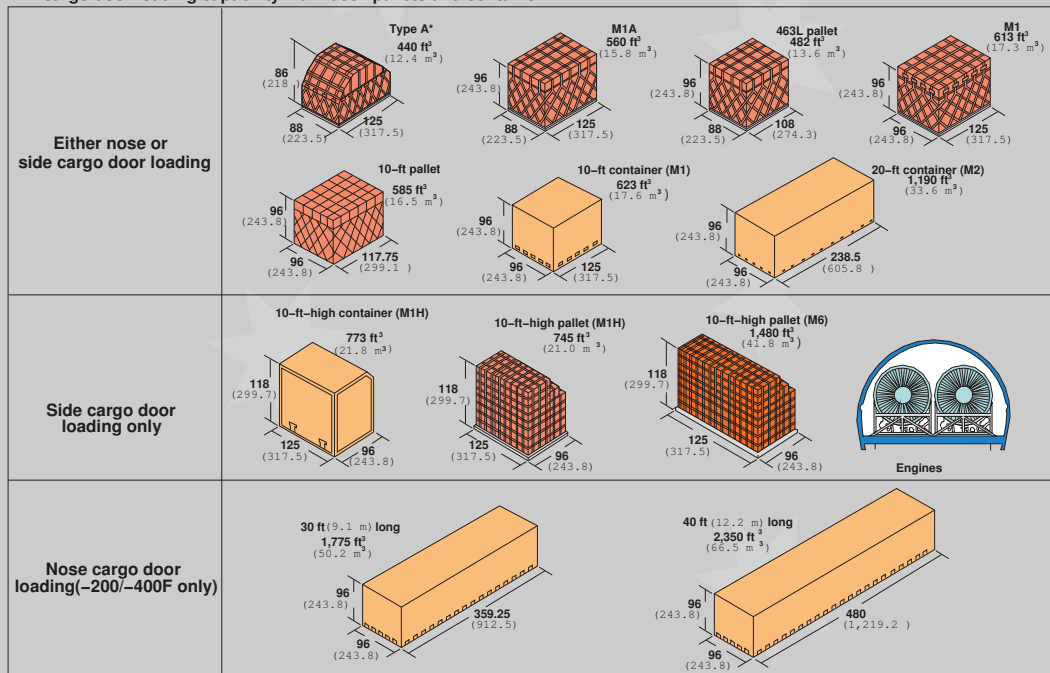 Either nose or
side cargo door loading
Type A*
440 ft³
(12.4 m³)
86
(218 )
88
(223.5)
125
(317.5)
M1A
560 ft³
(15.8 m³)
96
(243.8)
88
(223.5)
125
(317.5)
463L pallet
482 ft³
(13.6 m³)
96
(243.8)
88
(223.5)
108
(274.3)
M1
613 ft³
(17.3 m³)
96
(243.8)
96
(243.8)
125
(317.5)
10–ft pallet
585 ft³
(16.5 m³)
96
(243.8)
96
(243.8)
117.75
(299.1 )
10–ft container (M1)
623 ft³
(17.6 m³)
96
(243.8)
96
(243.8)
125
(317.5)
20–ft container (M2)
1,190 ft³
(33.6 m³)
96
(243.8)
96
(243.8)
238.5
(605.8 )
Side cargo door
loading only
10–ft–high container (M1H)
773 ft³
(21.8 m³)
118
(299.7)
125
(317.5)
96
(243.8)
10–ft–high pallet (M1H)
745 ft³
(21.0 m³)
118
(299.7)
125
(317.5)
96
(243.8)
10–ft–high pallet (M6)
1,480 ft³
(41.8 m³)
118
(299.7)
125
(317.5)
96
(243.8)
Engines
Nose cargo door
loading(–200/–400F only)
30 ft(9.1 m) long
1,775 ft³
(50.2 m³)
96
(243.8)
96
(243.8)
359.25
(912.5)
40 ft (12.2 m) long
2,350 ft³
(66.5 m³)
96
(243.8)
96
(243.8)
480
(1,219.2 )